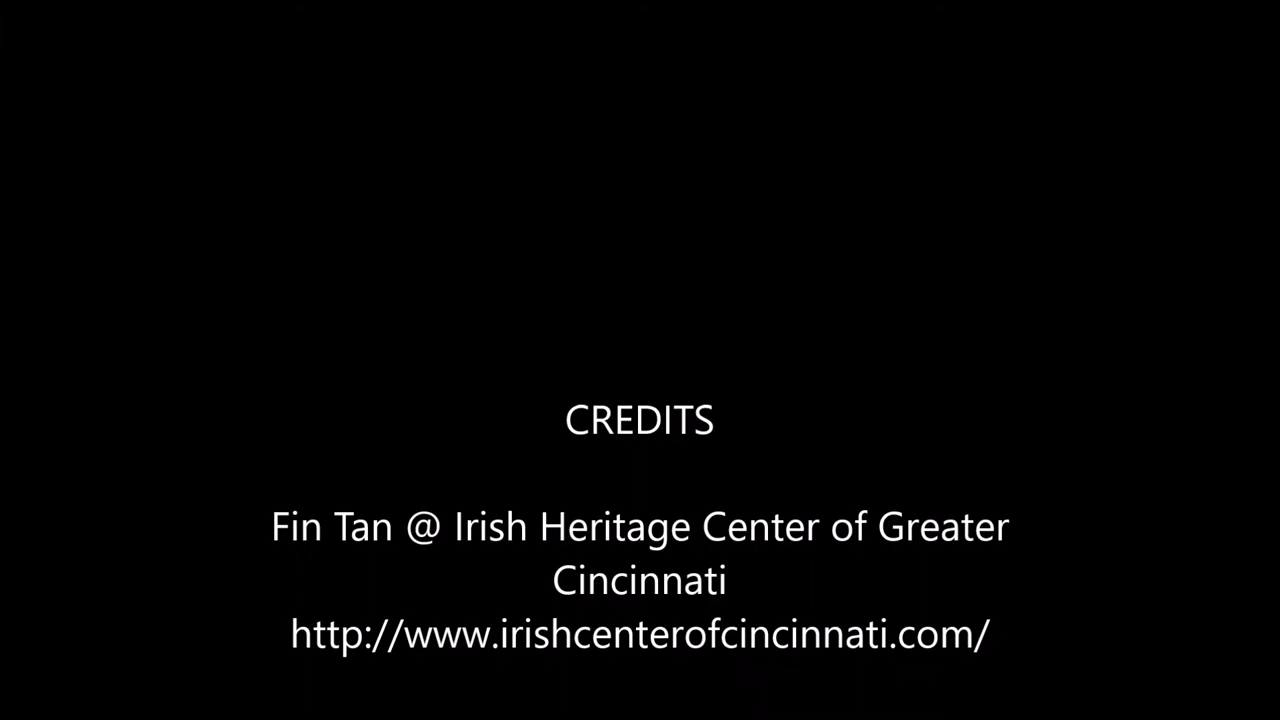 CREDITS
Fin Tan @ Irish Heritage Center of Greater
Cincinnati
http://www.irishcenterofcincinnati.com/